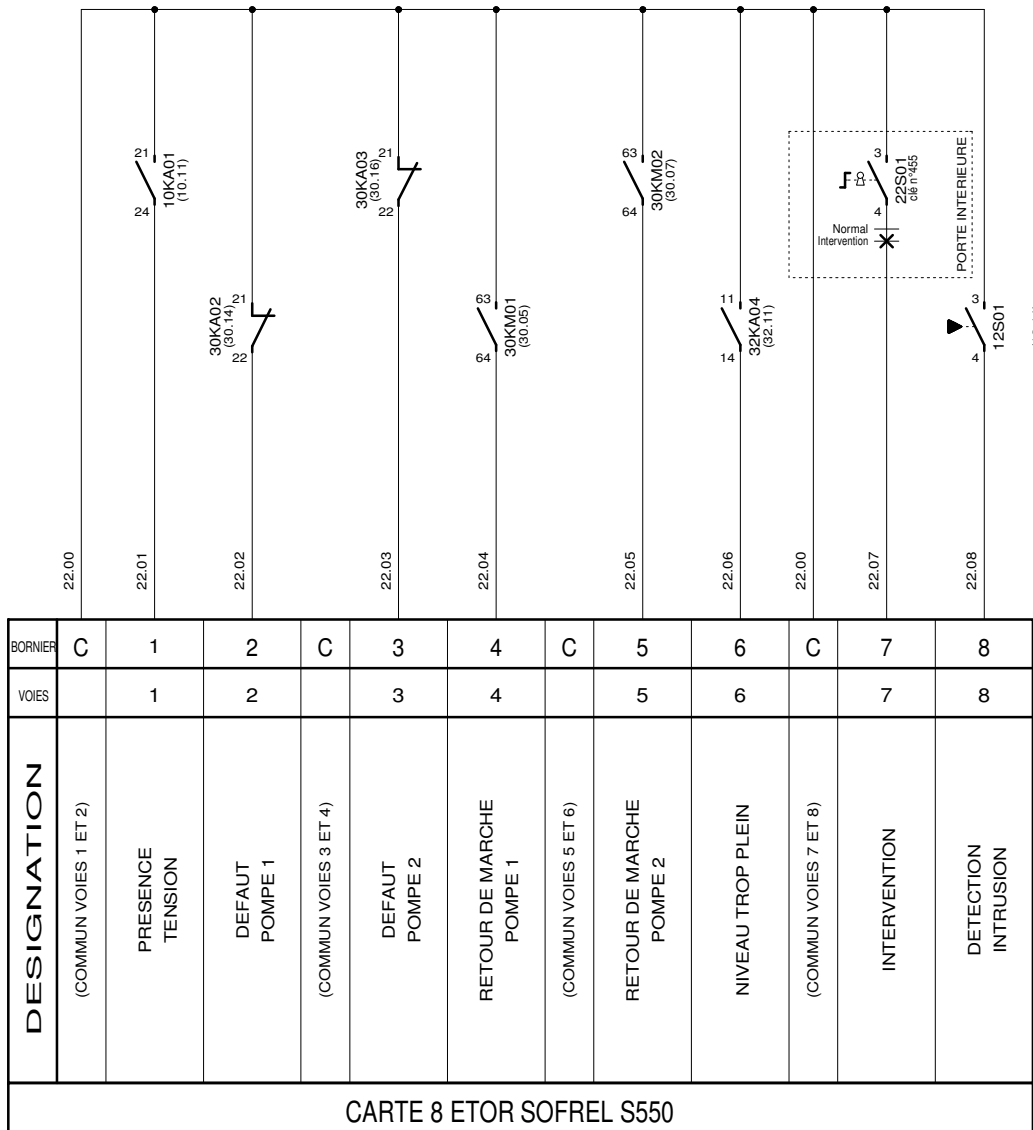 21
10KA01
(10.11)
24
21
30KA03
(30.16)
22
63
30KM02
(30.07)
64
3
22S01
clé n°455
4
Normal
Intervention
PORTE INTERIEURE
21
30KA02
(30.14)
22
63
30KM01
(30.05)
64
11
32KA04
(32.11)
14
3
12S01
4
22.00
22.01
22.02
22.03
22.04
22.05
22.06
22.00
22.07
22.08
BORNIER C 1 2 C 3 4 C 5 6 C 7 8
VOIES 1 2 3 4 5 6 7 8
DESIGNATION
(COMMUN VOIES 1 ET 2)
PRESENCE
TENSION
DEFAUT
POMPE 1
(COMMUN VOIES 3 ET 4)
DEFAUT
POMPE 2
RETOUR DE MARCHE
POMPE 1
(COMMUN VOIES 5 ET 6)
RETOUR DE MARCHE
POMPE 2
NIVEAU TROP PLEIN
(COMMUN VOIES 7 ET 8)
INTERVENTION
DETECTION
INTRUSION
CARTE 8 ETOR SOFREL S550